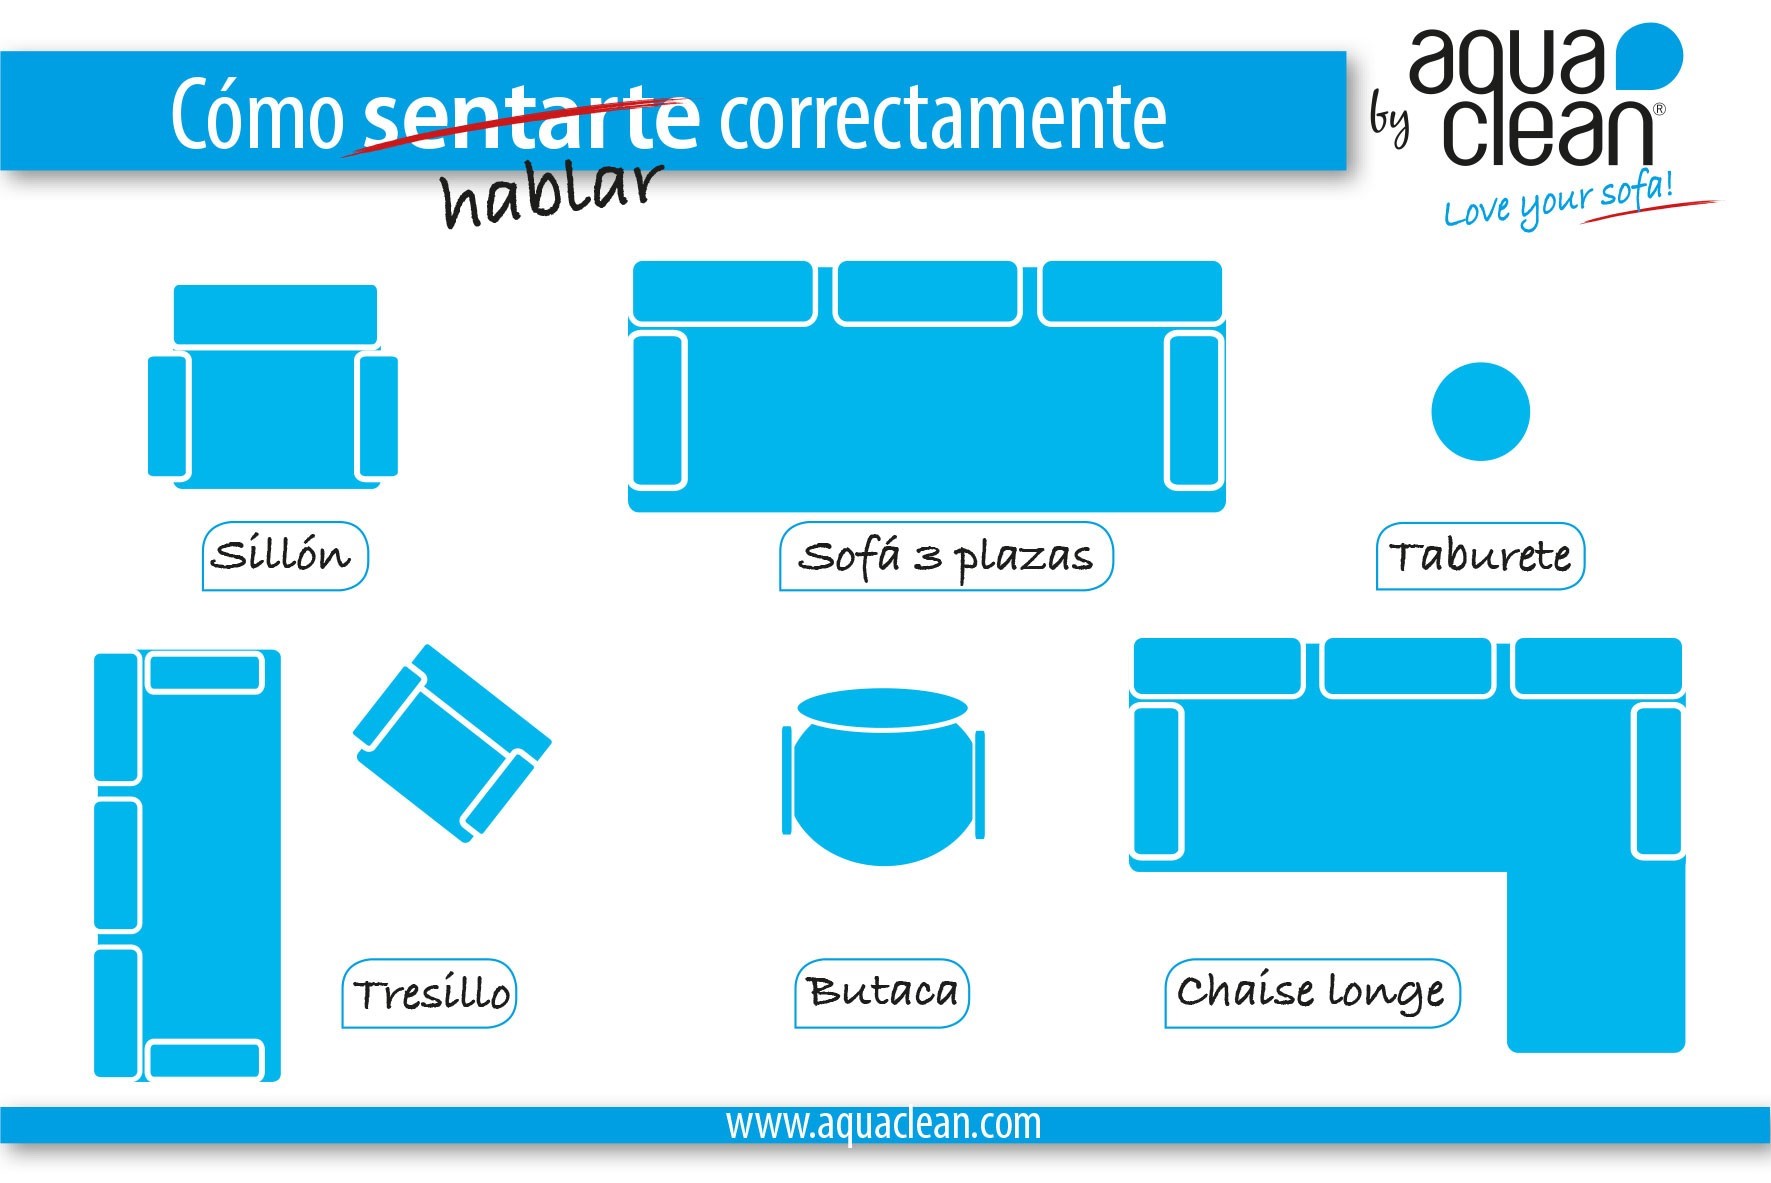 Cómo sentarte correctamente
hablar
by aqua
clean®
Love your sofa!
Sillón
Sofá 3 plazas
Taburete
Tresillo
Butaca
Chaise longe
www.aquaclean.com